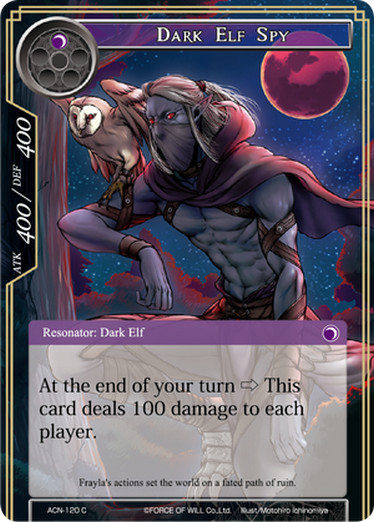 Dark Elf Spy
ATK 400 / DEF 400
Resonator: Dark Elf
At the end of your turn ⇨ This
card deals 100 damage to each
player.
Frayla's actions set the world on a fated path of ruin.
ACN-120 C ©FORCE OF WILL Co.,Ltd. Illust/Motohiro Ichinomiya